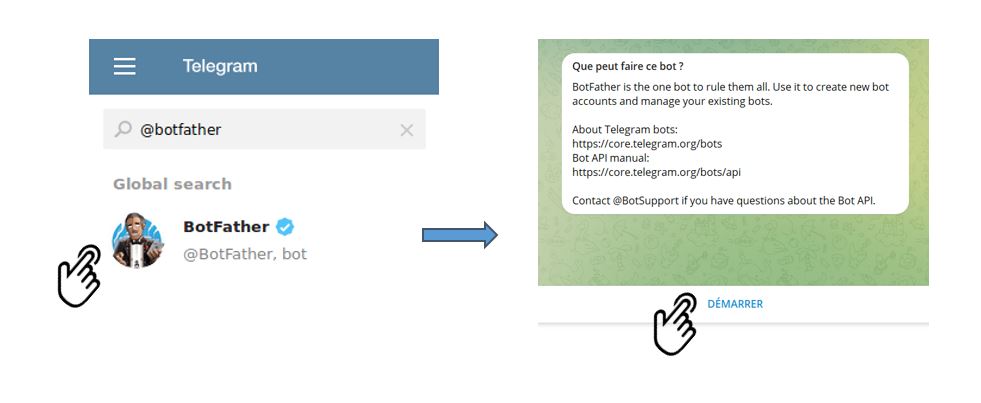 Telegram
@botfather
Global search
BotFather
@BotFather, bot
Que peut faire ce bot ?
BotFather is the one bot to rule them all. Use it to create new bot
accounts and manage your existing bots.
About Telegram bots:
https://core.telegram.org/bots
Bot API manual:
https://core.telegram.org/bots/api
Contact @BotSupport if you have questions about the Bot API.
DÉMARRER